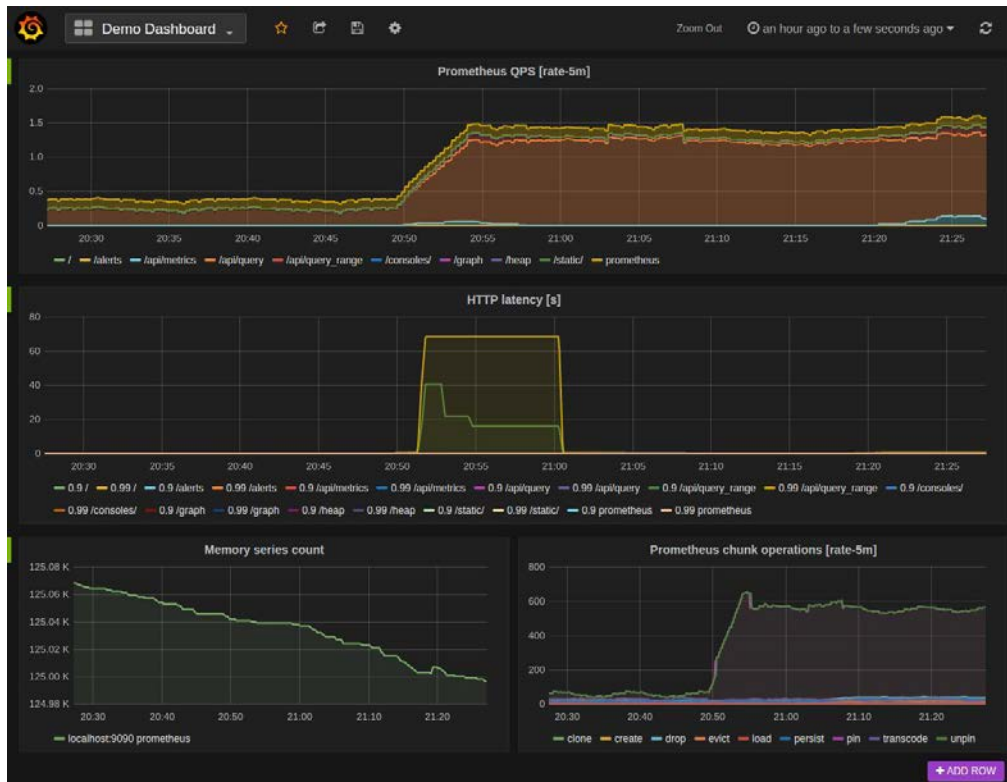 Demo Dashboard
Zoom Out
an hour ago to a few seconds ago
Prometheus QPS [rate-5m]
2.0
1.5
1.0
0.5
0
20:30 20:35 20:40 20:45 20:50 20:55 21:00 21:05 21:10 21:15 21:20 21:25
/ /alerts /api/metrics /api/query /api/query_range /consoles/ /graph /heap /static/ prometheus
HTTP latency [s]
80
60
40
20
0
20:30 20:35 20:40 20:45 20:50 20:55 21:00 21:05 21:10 21:15 21:20 21:25
0.9 / 0.99 / 0.9 /alerts 0.99 /alerts 0.9 /api/metrics 0.99 /api/metrics 0.9 /api/query 0.99 /api/query 0.9 /api/query_range 0.99 /api/query_range 0.9 /consoles/
0.99 /consoles/ 0.9 /graph 0.99 /graph 0.9 /heap 0.99 /heap 0.9 /static/ 0.99 /static/ 0.9 prometheus 0.99 prometheus
Memory series count
125.08 K
125.06 K
125.04 K
125.02 K
125.00 K
124.98 K
20:30 20:40 20:50 21:00 21:10 21:20
localhost:9090 prometheus
Prometheus chunk operations [rate-5m]
800
600
400
200
0
20:30 20:40 20:50 21:00 21:10 21:20
clone create drop evict load persist pin transcode unpin
+ ADD ROW